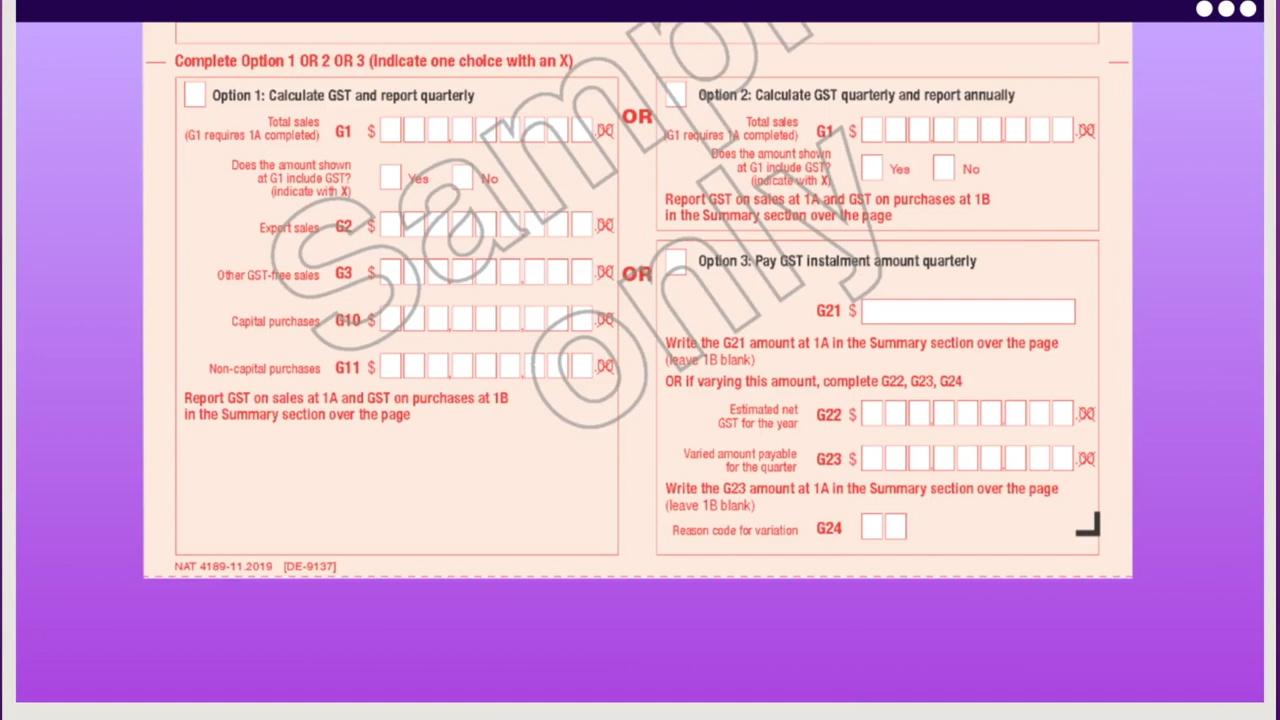 Complete Option 1 OR 2 OR 3 (indicate one choice with an X)
Option 1: Calculate GST and report quarterly
Total sales
(G1 requires 1A completed) G1 $ .00
Does the amount shown
at G1 include GST?
(indicate with X)
Yes No
Export sales G2 $ .00
Other GST-free sales G3 $ .00
Capital purchases G10 $ .00
Non-capital purchases G11 $ .00
Report GST on sales at 1A and GST on purchases at 1B
in the Summary section over the page
OR
OR
Option 2: Calculate GST quarterly and report annually
Total sales
(G1 requires 1A completed) G1 $ .00
Does the amount shown
at G1 include GST?
(indicate with X)
Yes No
Report GST on sales at 1A and GST on purchases at 1B
in the Summary section over the page
Option 3: Pay GST instalment amount quarterly
G21 $
Write the G21 amount at 1A in the Summary section over the page
(leave 1B blank)
OR if varying this amount, complete G22, G23, G24
Estimated net
GST for the year G22 $ .00
Varied amount payable
for the quarter G23 $ .00
Write the G23 amount at 1A in the Summary section over the page
(leave 1B blank)
Reason code for variation G24
NAT 4189-11.2019 [DE-9137]
only